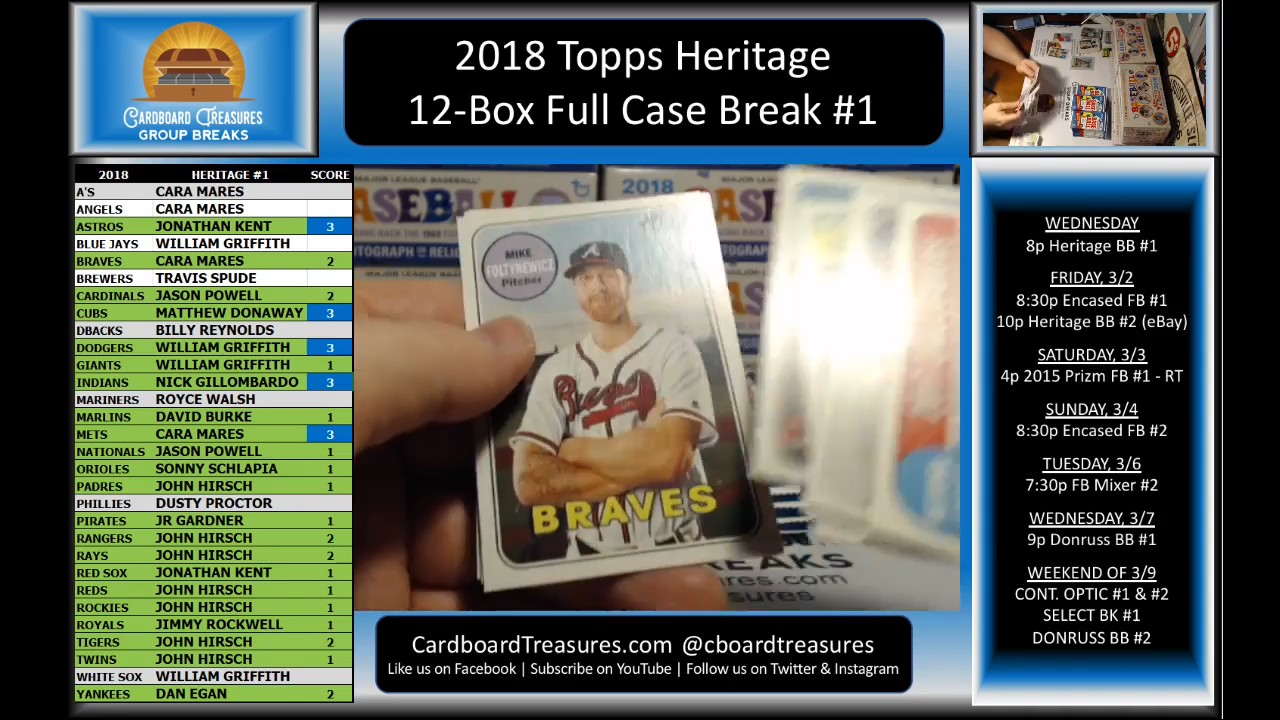 CARDBOARD TREASURES
GROUP BREAKS
2018 Topps Heritage
12-Box Full Case Break #1
2018 HERITAGE #1 SCORE
A'S CARA MARES
ANGELS CARA MARES
ASTROS JONATHAN KENT 3
BLUE JAYS WILLIAM GRIFFITH
BRAVES CARA MARES 2
BREWERS TRAVIS SPUDE
CARDINALS JASON POWELL 2
CUBS MATTHEW DONAWAY 3
DBACKS BILLY REYNOLDS
DODGERS WILLIAM GRIFFITH 3
GIANTS WILLIAM GRIFFITH 1
INDIANS NICK GILLOMBARDO 3
MARINERS ROYCE WALSH
MARLINS DAVID BURKE 1
METS CARA MARES 3
NATIONALS JASON POWELL 1
ORIOLES SONNY SCHLAPIA 1
PADRES JOHN HIRSCH 1
PHILLIES DUSTY PROCTOR
PIRATES JR GARDNER 1
RANGERS JOHN HIRSCH 2
RAYS JOHN HIRSCH 2
RED SOX JONATHAN KENT 1
REDS JOHN HIRSCH 1
ROCKIES JOHN HIRSCH 1
ROYALS JIMMY ROCKWELL 1
TIGERS JOHN HIRSCH 2
TWINS JOHN HIRSCH 1
WHITE SOX WILLIAM GRIFFITH
YANKEES DAN EGAN 2
MAJOR LEAGUE BASEBALL
2018
MIKE
FOLTYNEWICZ
Pitcher
Braves
BRAVES
CardboardTreasures.com @cboardtreasures
Like us on Facebook | Subscribe on YouTube | Follow us on Twitter & Instagram
WEDNESDAY
8p Heritage BB #1
FRIDAY, 3/2
8:30p Encased FB #1
10p Heritage BB #2 (eBay)
SATURDAY, 3/3
4p 2015 Prizm FB #1 - RT
SUNDAY, 3/4
8:30p Encased FB #2
TUESDAY, 3/6
7:30p FB Mixer #2
WEDNESDAY, 3/7
9p Donruss BB #1
WEEKEND OF 3/9
CONT. OPTIC #1 & #2
SELECT BK #1
DONRUSS BB #2